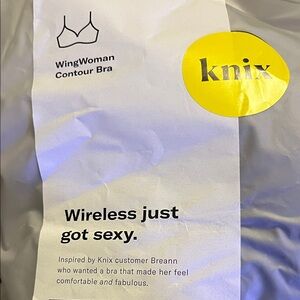 WingWoman
Contour Bra
knix
Wireless just
got sexy.
Inspired by Knix customer Breann
who wanted a bra that made her feel
comfortable and fabulous.